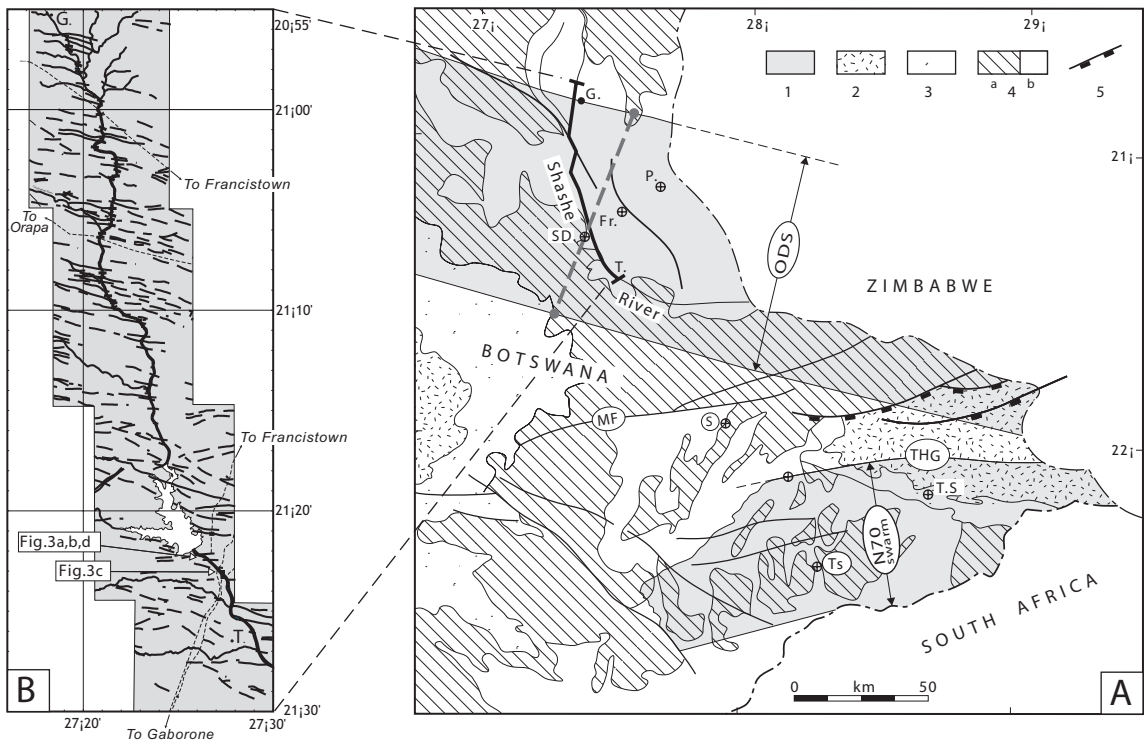 20¡55
G.
21¡00'
To Francistown
To
Orapa
21¡10'
To Francistown
21¡20'
Fig.3a,b,d
Fig.3c
T.
B
27¡20'
27¡30'
21¡30'
To Gaborone
27¡
28¡
29¡
1
2
3
a
4
b
5
G.
21¡
P.
Shashe
Fr.
SD.
T.
River
ODS
ZIMBABWE
BOTSWANA
MF
S
THG
22¡
T.S
N70
swarm
Ts
SOUTH AFRICA
0
km
50
A